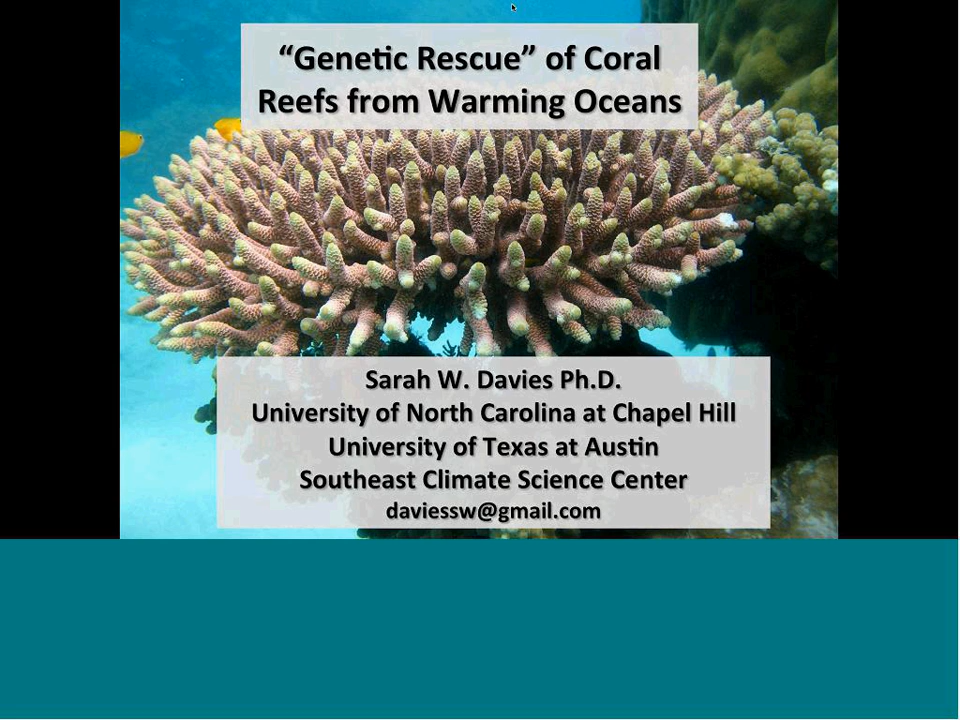 “Genetic Rescue” of Coral
Reefs from Warming Oceans
Sarah W. Davies Ph.D.
University of North Carolina at Chapel Hill
University of Texas at Austin
Southeast Climate Science Center
daviessw@gmail.com